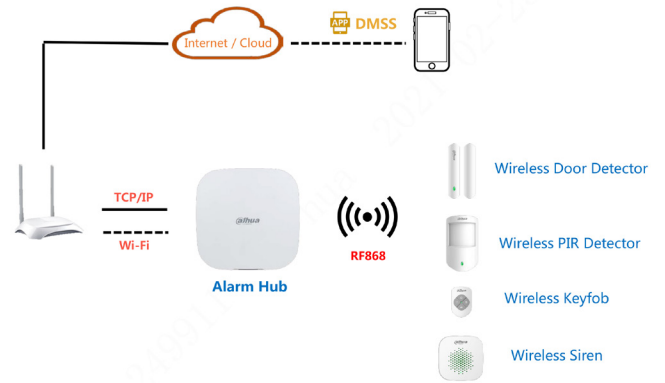 APP DMSS
Internet / Cloud
TCP/IP
Wi-Fi
alhua
Alarm Hub
RF868
Wireless Door Detector
Wireless PIR Detector
Wireless Keyfob
Wireless Siren